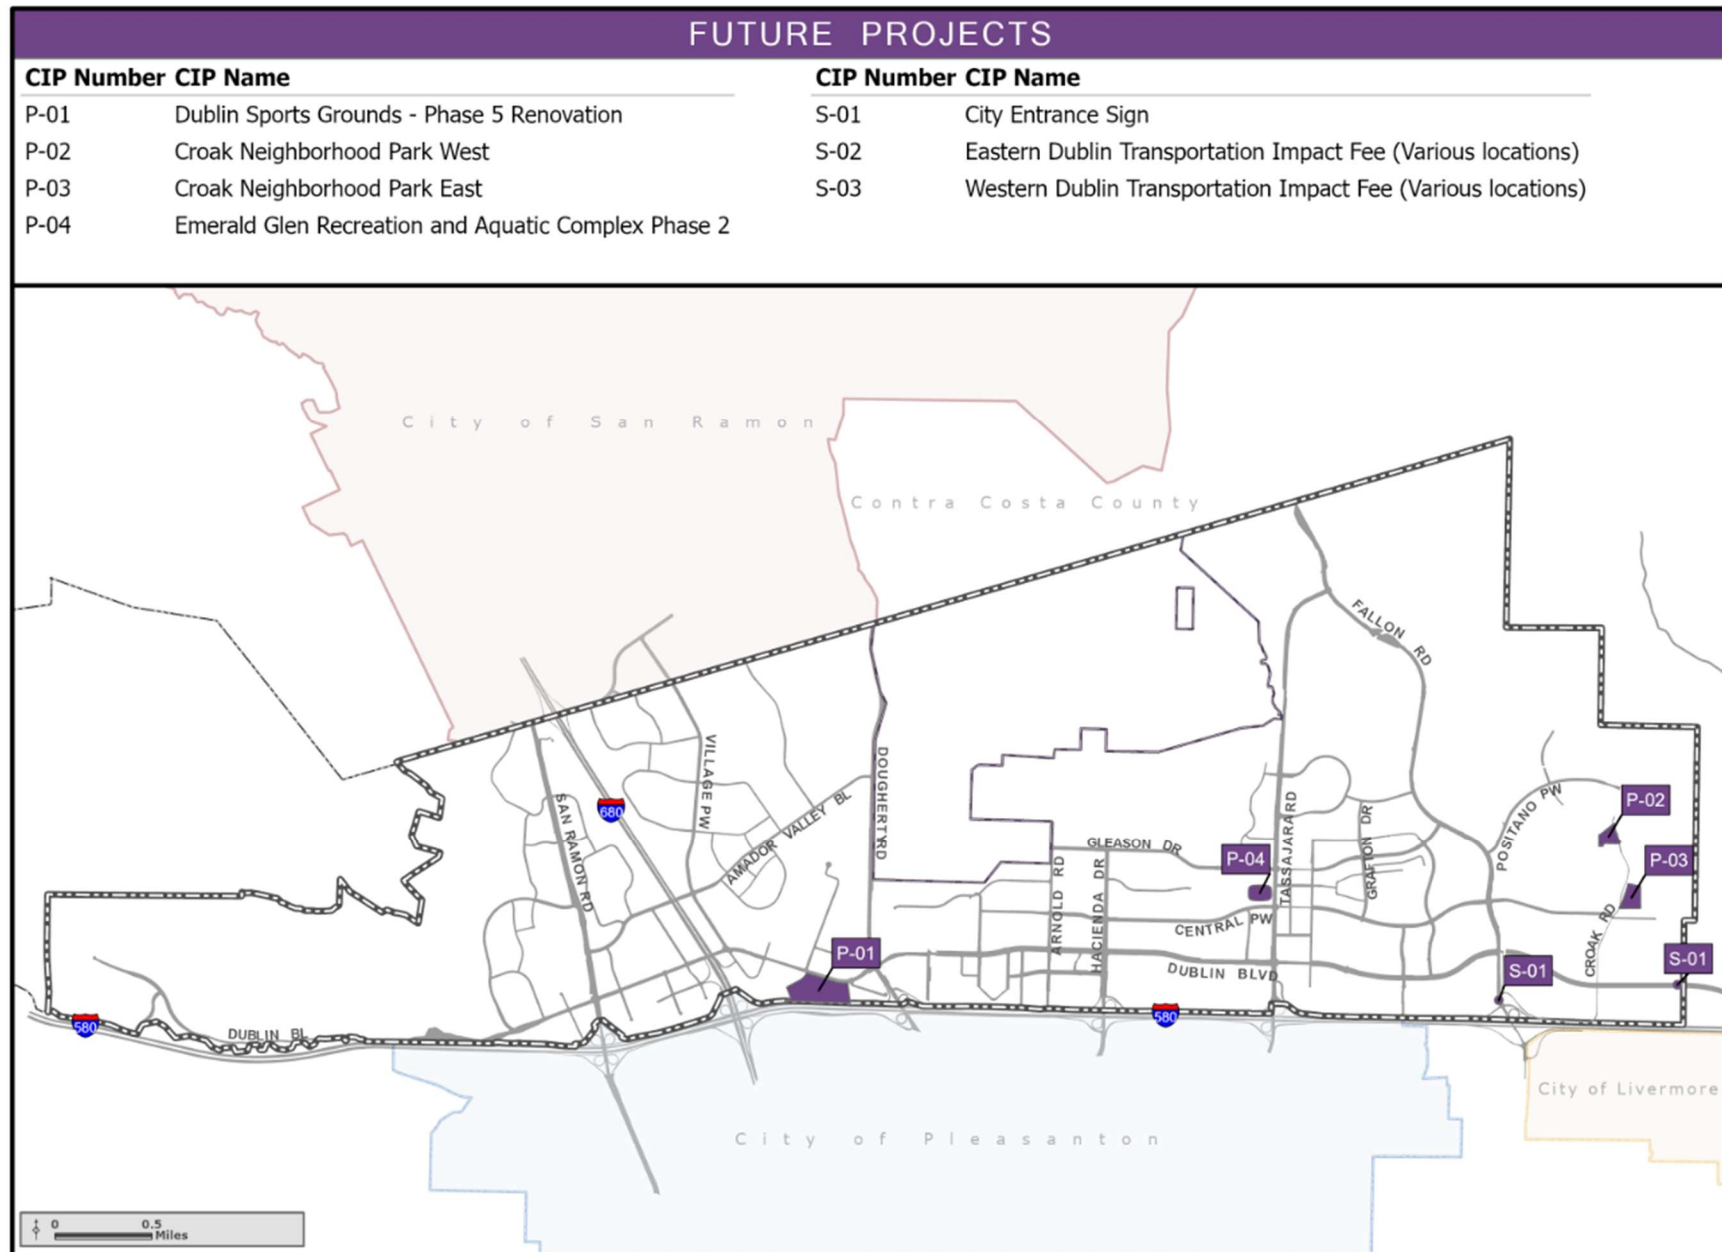 FUTURE PROJECTS
CIP Number CIP Name
P-01 Dublin Sports Grounds - Phase 5 Renovation
P-02 Croak Neighborhood Park West
P-03 Croak Neighborhood Park East
P-04 Emerald Glen Recreation and Aquatic Complex Phase 2
CIP Number CIP Name
S-01 City Entrance Sign
S-02 Eastern Dublin Transportation Impact Fee (Various locations)
S-03 Western Dublin Transportation Impact Fee (Various locations)
City of San Ramon
Contra Costa County
FALLON RD
VILLAGE PW
DOUGHERTY RD
SAN RAMON RD
680
AMADOR VALLEY BL
POSITANO PW
P-02
TASSAJARA RD
GRAFTON DR
GLEASON DR
P-04
P-03
ARNOLD RD
HACIENDA DR
CENTRAL PW
CROAK RD
P-01
DUBLIN BLVD
S-01
S-01
580
580
DUBLIN BL
City of Livermore
City of Pleasanton
0 0.5
Miles